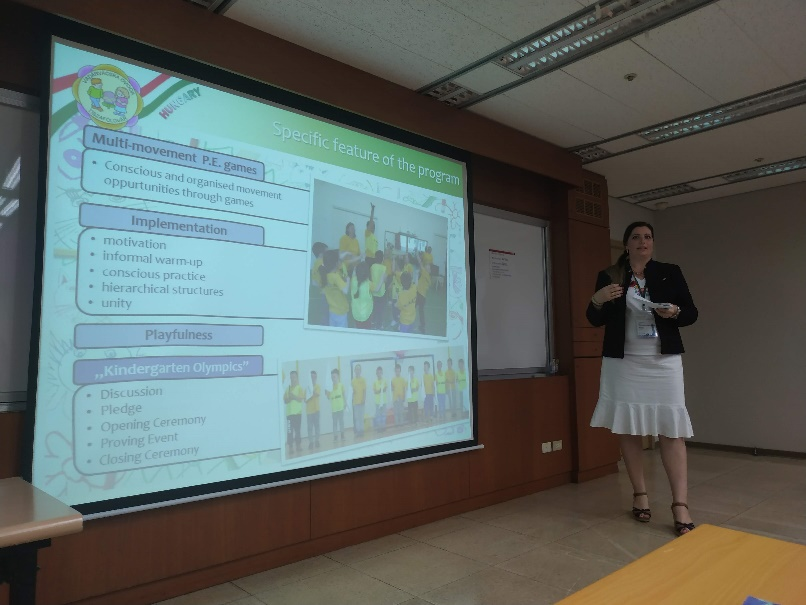 HUNGARY
Specific feature of the program
Multi-movement P.E. games
• Conscious and organised movement
oppurtunities through games
Implementation
• motivation
• informal warm-up
• conscious practice
• hierarchical structures
• unity
Playfulness
„Kindergarten Olympics”
• Discussion
• Pledge
• Opening Ceremony
• Proving Event
• Closing Ceremony